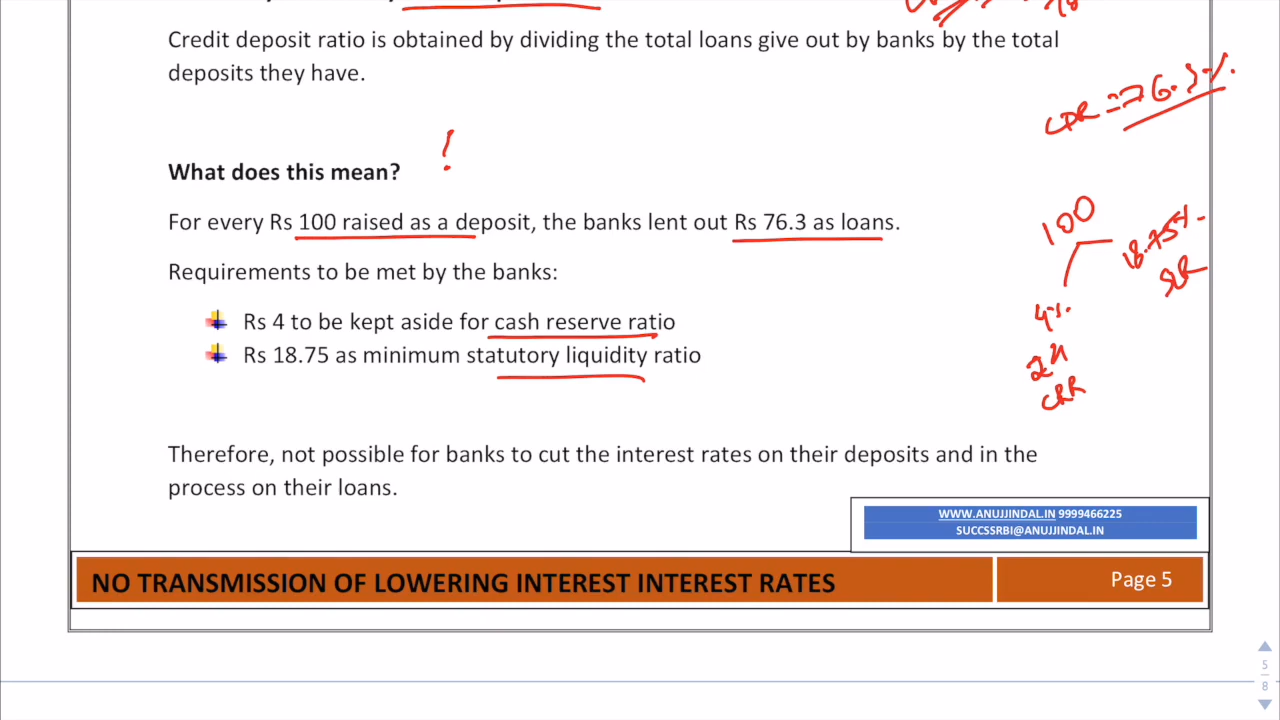 Credit deposit ratio is obtained by dividing the total loans give out by banks by the total
deposits they have.
CDR = 76.3%
What does this mean? !
For every Rs 100 raised as a deposit, the banks lent out Rs 76.3 as loans.
100
18.75%
SLR
Requirements to be met by the banks:
Rs 4 to be kept aside for cash reserve ratio
4%
Rs 18.75 as minimum statutory liquidity ratio
CRR
Therefore, not possible for banks to cut the interest rates on their deposits and in the
process on their loans.
WWW.ANUJJINDAL.IN 9999466225
SUCCSSRBI@ANUJJINDAL.IN
NO TRANSMISSION OF LOWERING INTEREST INTEREST RATES
Page 5
5
8